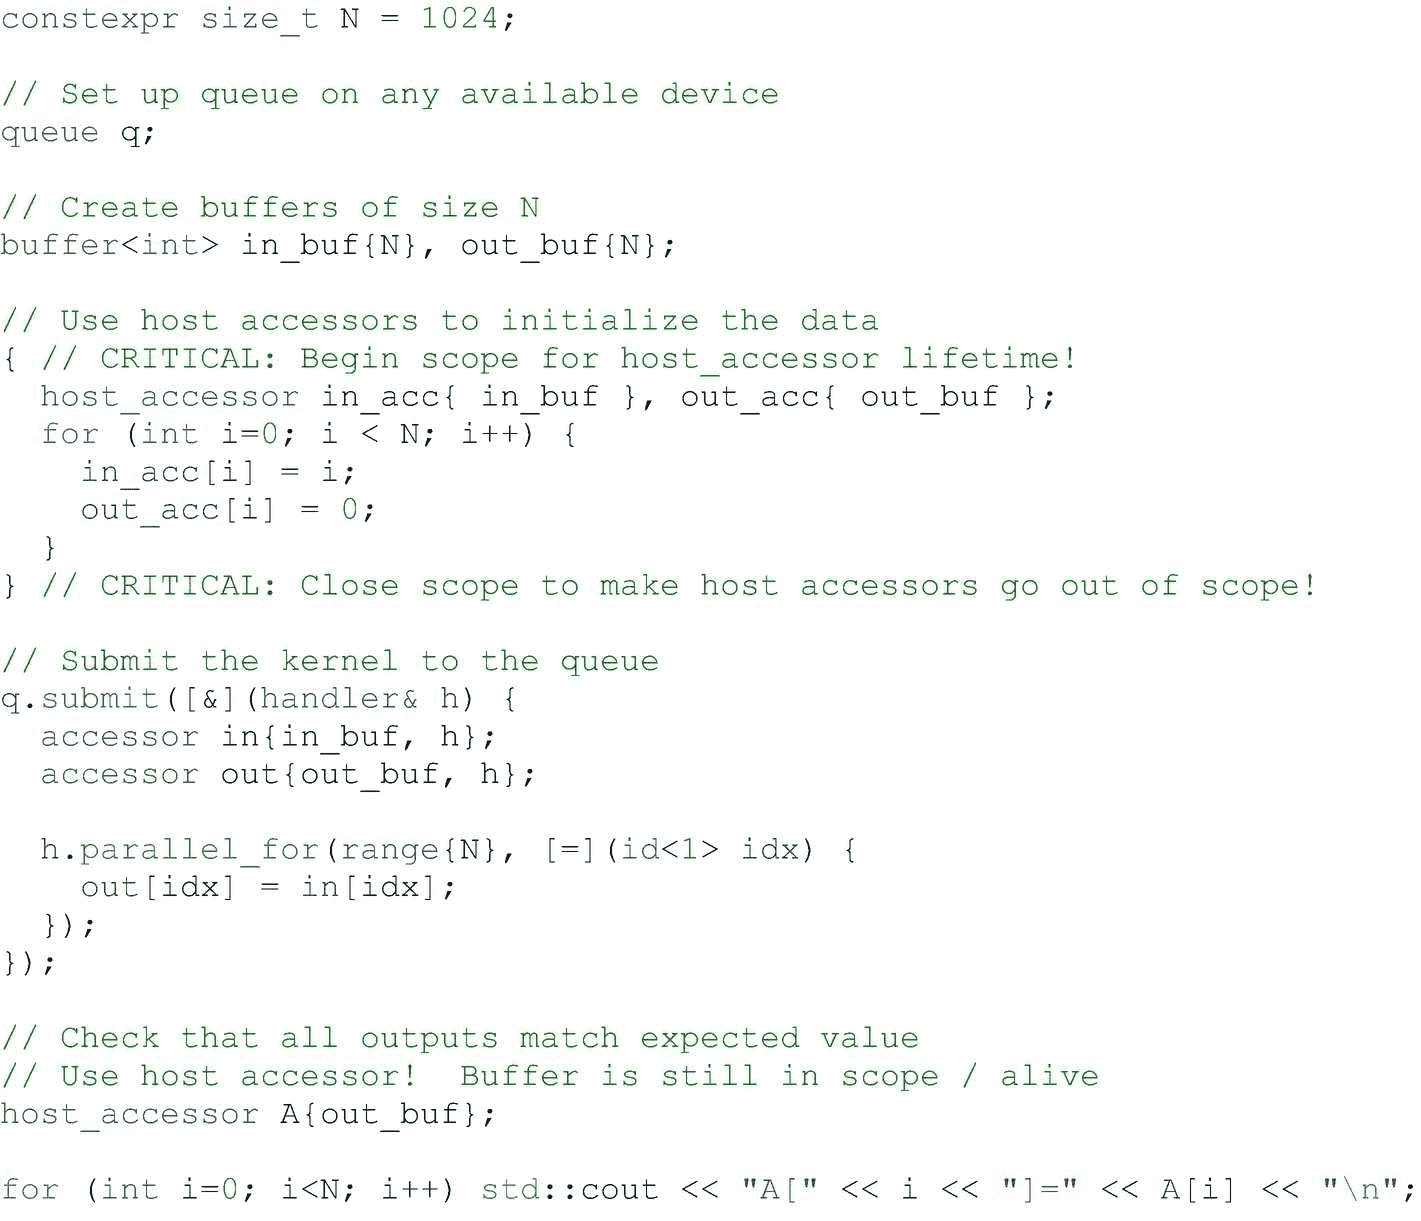 constexpr size_t N = 1024;

// Set up queue on any available device
queue q;

// Create buffers of size N
buffer<int> in_buf{N}, out_buf{N};

// Use host accessors to initialize the data
{ // CRITICAL: Begin scope for host_accessor lifetime!
  host_accessor in_acc{ in_buf }, out_acc{ out_buf };
  for (int i=0; i < N; i++) {
    in_acc[i] = i;
    out_acc[i] = 0;
  }
} // CRITICAL: Close scope to make host accessors go out of scope!

// Submit the kernel to the queue
q.submit([&](handler& h) {
  accessor in{in_buf, h};
  accessor out{out_buf, h};

  h.parallel_for(range{N}, [=](id<1> idx) {
    out[idx] = in[idx];
  });
});

// Check that all outputs match expected value
// Use host accessor!  Buffer is still in scope / alive
host_accessor A{out_buf};

for (int i=0; i<N; i++) std::cout << "A[" << i << "]=" << A[i] << "\n";